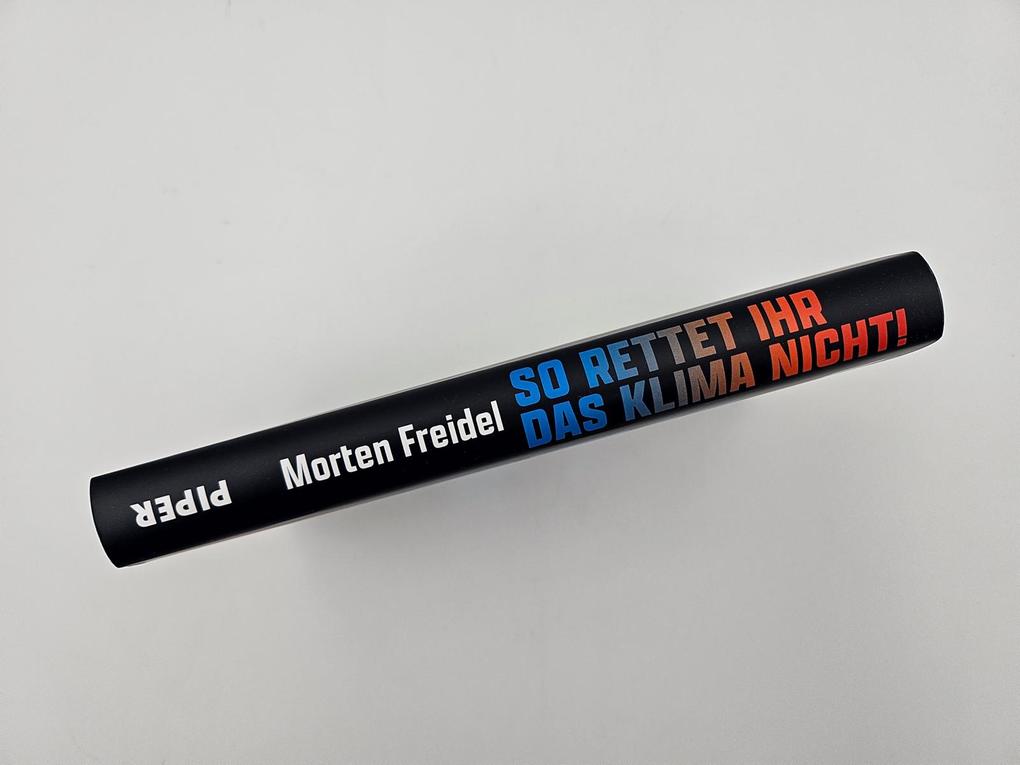 PIPER
Morten Freidel
SO RETTET IHR
DAS KLIMA NICHT!